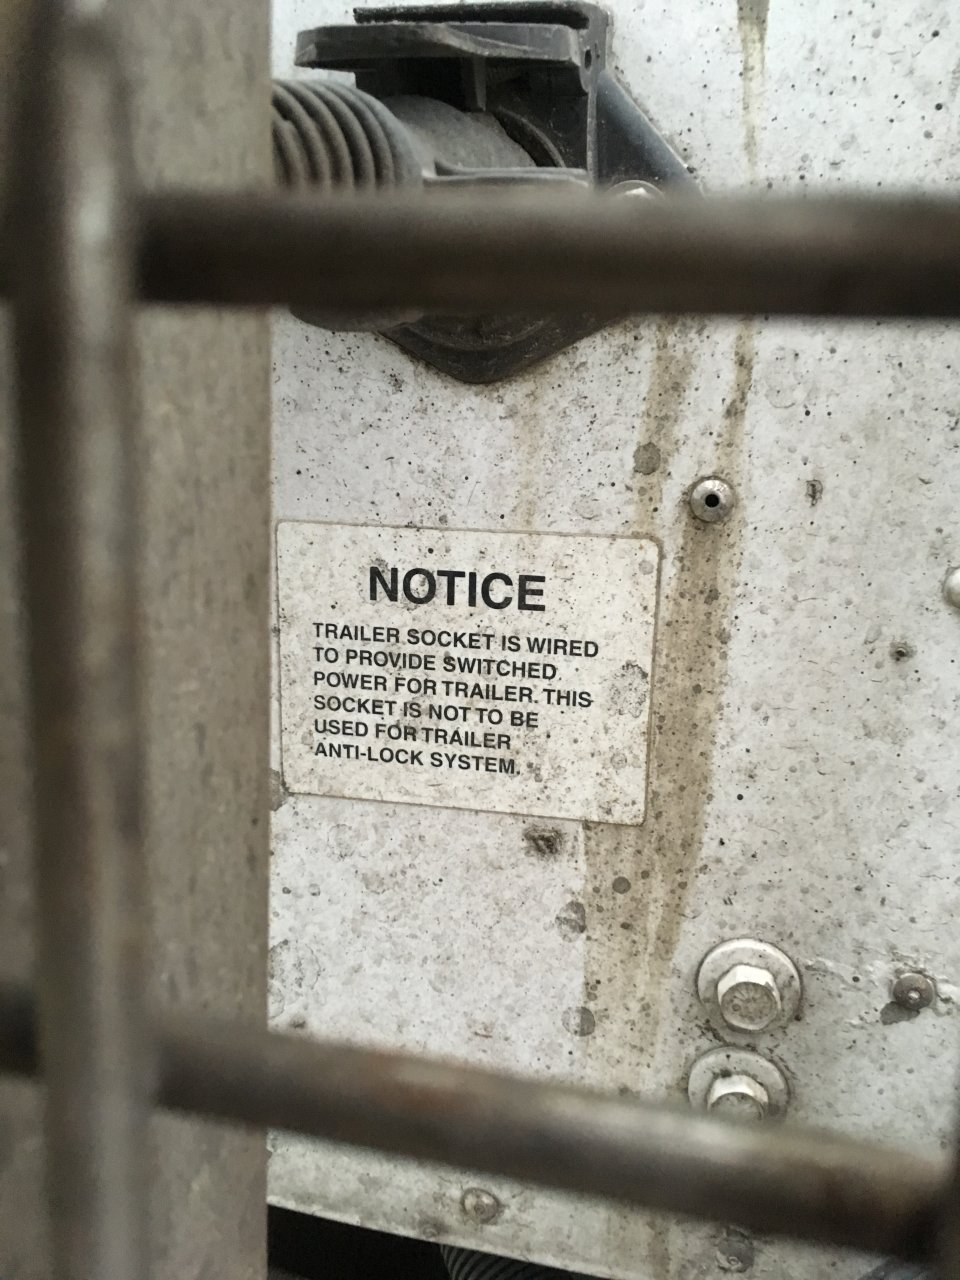 NOTICE
TRAILER SOCKET IS WIRED
TO PROVIDE SWITCHED
POWER FOR TRAILER. THIS
SOCKET IS NOT TO BE
USED FOR TRAILER
ANTI-LOCK SYSTEM.